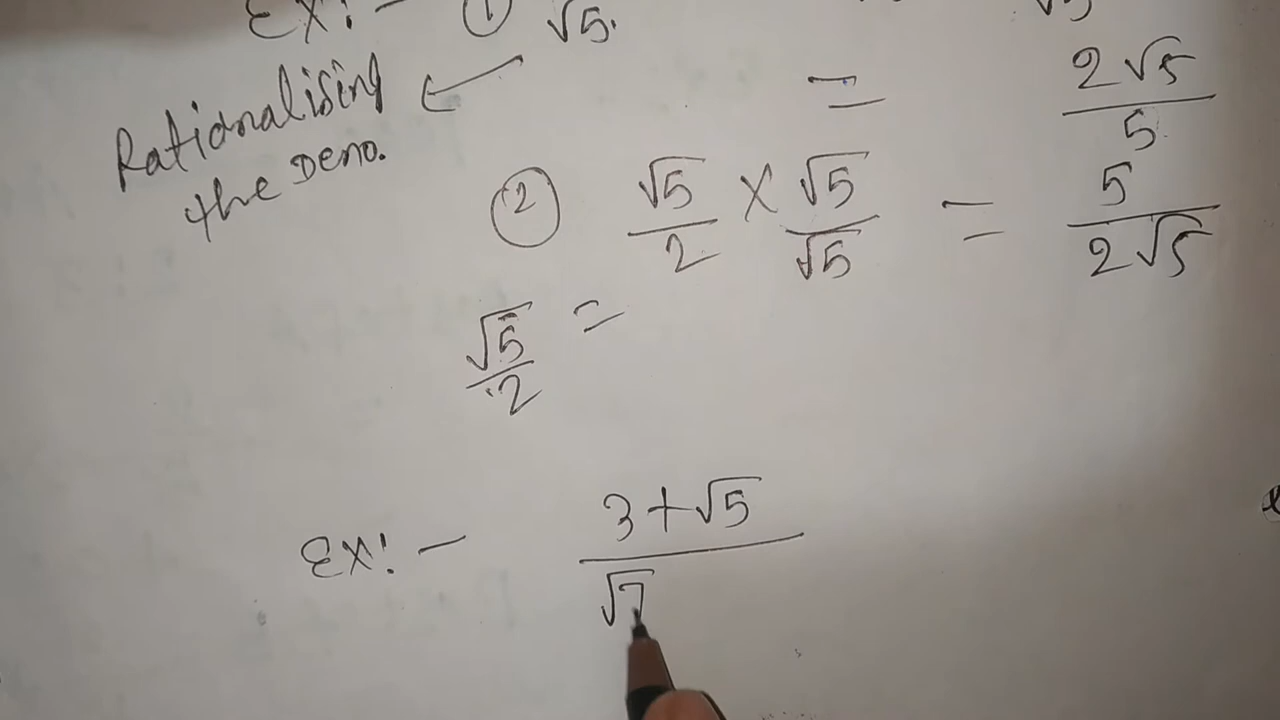 Ex:- ① √5.
√5
Rationalising
the Deno.
= 2√5/5
② √5/2 × √5/√5 = 5/2√5
√5/2 =
Ex:- 3+√5/√7